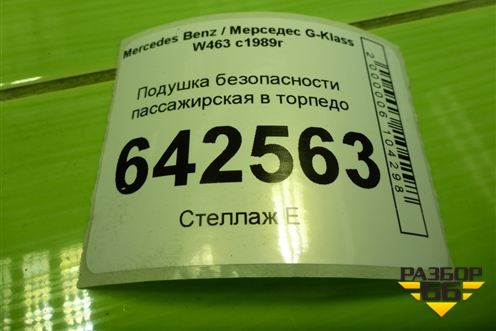 Mercedes Benz / Мерседес G-Klass
W463 с1989г
Подушка безопасности
пассажирская в торпедо
642563
Стеллаж Е
2000006104298
РАЗБОР
66